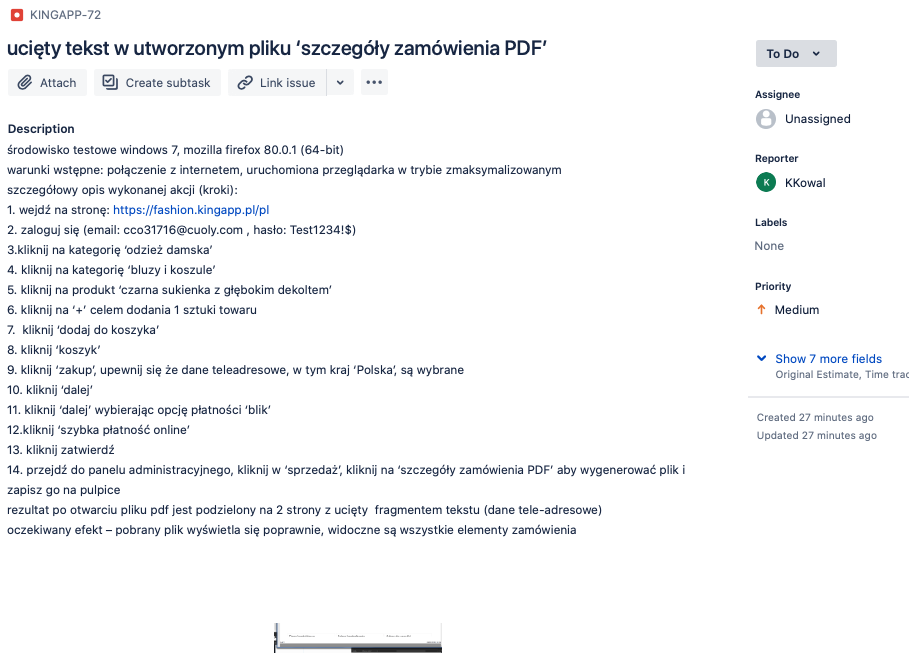 KINGAPP-72
ucięty tekst w utworzonym pliku ‘szczegóły zamówienia PDF’
Attach
Create subtask
Link issue
Description
środowisko testowe windows 7, mozilla firefox 80.0.1 (64-bit)
warunki wstępne: połączenie z internetem, uruchomiona przeglądarka w trybie zmaksymalizowanym
szczegółowy opis wykonanej akcji (kroki):
1. wejdź na stronę: https://fashion.kingapp.pl/pl
2. zaloguj się (email: cco31716@cuoly.com , hasło: Test1234!$)
3.kliknij na kategorię ‘odzież damska’
4. kliknij na kategorię ‘bluzy i koszule’
5. kliknij na produkt ‘czarna sukienka z głębokim dekoltem’
6. kliknij na ‘+’ celem dodania 1 sztuki towaru
7.  kliknij ‘dodaj do koszyka’
8. kliknij ‘koszyk’
9. kliknij ‘zakup’, upewnij się że dane teleadresowe, w tym kraj ‘Polska’, są wybrane
10. kliknij ‘dalej’
11. kliknij ‘dalej’ wybierając opcję płatności ‘blik’
12.kliknij ‘szybka płatność online’
13. kliknij zatwierdź
14. przejdź do panelu administracyjnego, kliknij w ‘sprzedaż’, kliknij na ‘szczegóły zamówienia PDF’ aby wygenerować plik i
zapisz go na pulpice
rezultat po otwarciu pliku pdf jest podzielony na 2 strony z ucięty  fragmentem tekstu (dane tele-adresowe)
oczekiwany efekt – pobrany plik wyświetla się poprawnie, widoczne są wszystkie elementy zamówienia
To Do
Assignee
Unassigned
Reporter
K KKowal
Labels
None
Priority
Medium
Show 7 more fields
Original Estimate, Time trac
Created 27 minutes ago
Updated 27 minutes ago